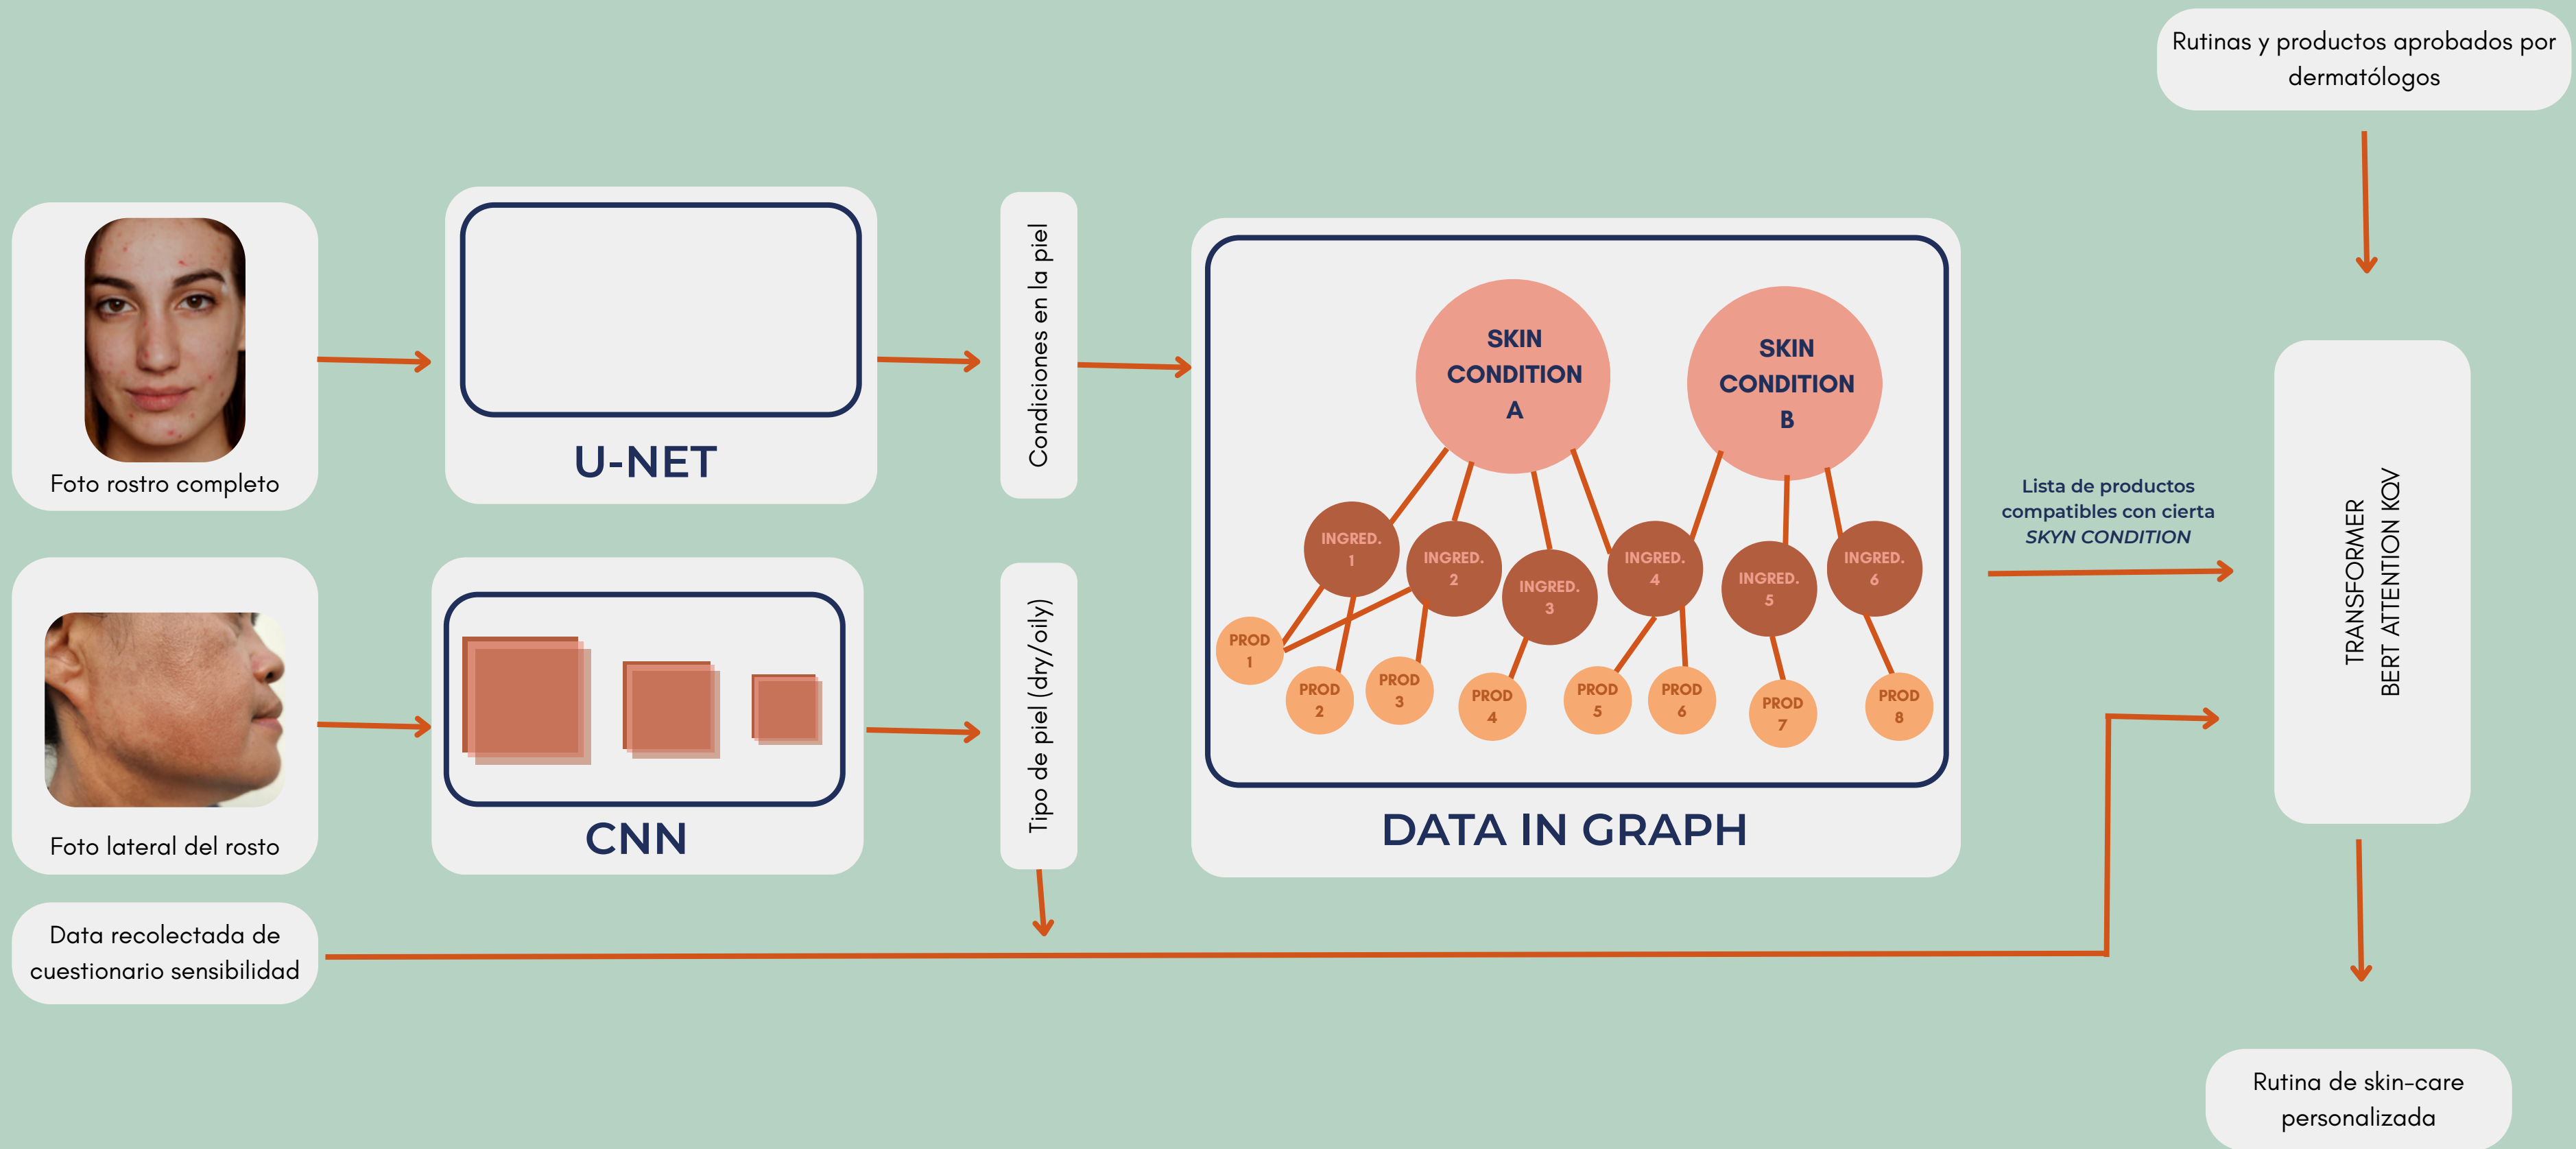 Rutinas y productos aprobados por
dermatólogos
Foto rostro completo
U-NET
Condiciones en la piel
SKIN
CONDITION
A
SKIN
CONDITION
B
INGRED.
1
INGRED.
2
INGRED.
3
INGRED.
4
INGRED.
5
INGRED.
6
PROD
1
PROD
2
PROD
3
PROD
4
PROD
5
PROD
6
PROD
7
PROD
8
DATA IN GRAPH
Lista de productos
compatibles con cierta
SKYN CONDITION
TRANSFORMER
BERT ATTENTION KQV
Foto lateral del rosto
CNN
Tipo de piel (dry/oily)
Data recolectada de
cuestionario sensibilidad
Rutina de skin-care
personalizada